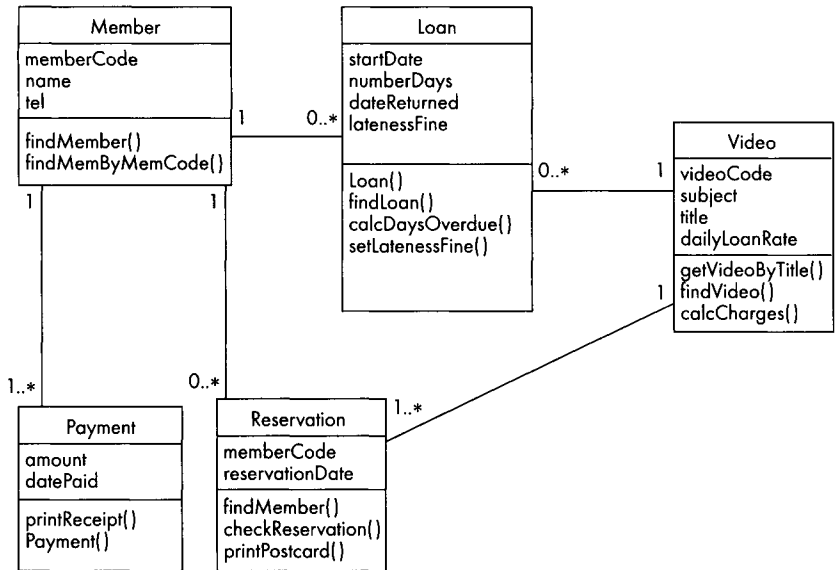 Member
memberCode
name
tel
findMember()
findMemByMemCode()
Loan
startDate
numberDays
dateReturned
latenessFine
Loan()
findLoan()
calcDaysOverdue()
setLatenessFine()
1
0..*
Video
videoCode
subject
title
dailyLoanRate
getVideoByTitle()
findVideo()
calcCharges()
0..*
1
1
1
1
1..*
0..*
1..*
Payment
amount
datePaid
printReceipt()
Payment()
Reservation
memberCode
reservationDate
findMember()
checkReservation()
printPostcard()